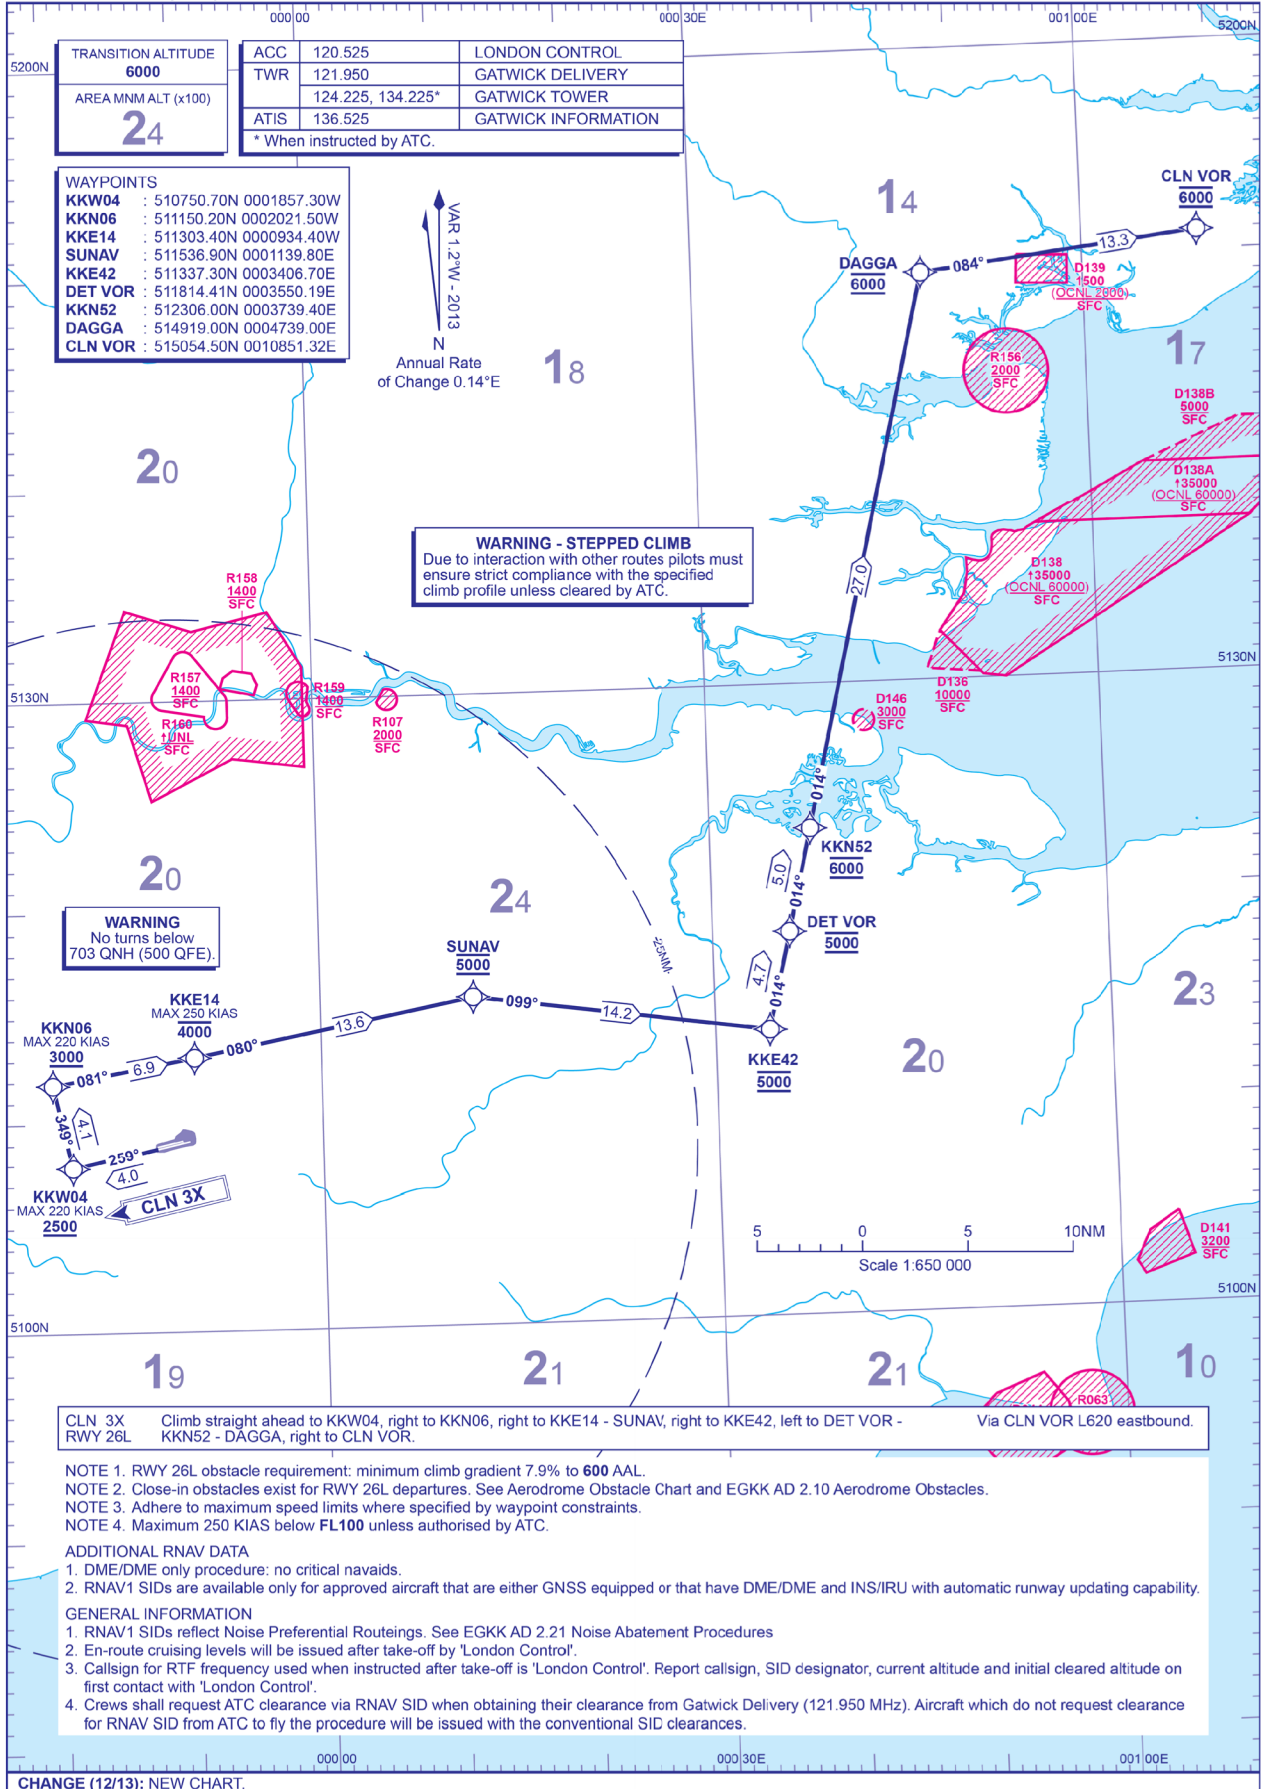 000 00
000 30E
001 00E
5200N
5200N
TRANSITION ALTITUDE
6000
AREA MNM ALT (x100)
24
ACC 120.525 LONDON CONTROL
TWR 121.950 GATWICK DELIVERY
124.225, 134.225* GATWICK TOWER
ATIS 136.525 GATWICK INFORMATION
* When instructed by ATC.
WAYPOINTS
KKW04 : 510750.70N 0001857.30W
KKN06 : 511150.20N 0002021.50W
KKE14 : 511303.40N 0000934.40W
SUNAV : 511536.90N 0001139.80E
KKE42 : 511337.30N 0003406.70E
DET VOR : 511814.41N 0003550.19E
KKN52 : 512306.00N 0003739.40E
DAGGA : 514919.00N 0004739.00E
CLN VOR : 515054.50N 0010851.32E
VAR 1.2°W - 2013
N
Annual Rate
of Change 0.14°E
14
CLN VOR
6000
13.3
084°
DAGGA
6000
D139
1500
(OCNL 2800)
SFC
17
R156
2000
SFC
18
D138B
5000
SFC
20
D138A
↑35000
(OCNL 60000)
SFC
WARNING - STEPPED CLIMB
Due to interaction with other routes pilots must
ensure strict compliance with the specified
climb profile unless cleared by ATC.
27.0
D138
↑35000
(OCNL 60000)
SFC
R158
1400
SFC
R157
1400
SFC
R159
1400
SFC
5130N
5130N
D136
10000
SFC
D146
3000
SFC
R160
↑UNL
SFC
R107
2000
SFC
014°
KKN52
6000
5.0
014°
20
24
WARNING
No turns below
703 QNH (500 QFE).
DET VOR
5000
-25NM-
4.7
014°
SUNAV
5000
23
KKE14
MAX 250 KIAS
4000
099°
14.2
13.6
080°
KKN06
MAX 220 KIAS
3000
KKE42
5000
20
081°
6.9
349°
4.1
259°
4.0
CLN 3X
KKW04
MAX 220 KIAS
2500
5 0 5 10NM
Scale 1:650 000
D141
3200
SFC
5100N
5100N
19
21
21
10
R063
CLN 3X Climb straight ahead to KKW04, right to KKN06, right to KKE14 - SUNAV, right to KKE42, left to DET VOR - Via CLN VOR L620 eastbound.
RWY 26L KKN52 - DAGGA, right to CLN VOR.
NOTE 1. RWY 26L obstacle requirement: minimum climb gradient 7.9% to 600 AAL.
NOTE 2. Close-in obstacles exist for RWY 26L departures. See Aerodrome Obstacle Chart and EGKK AD 2.10 Aerodrome Obstacles.
NOTE 3. Adhere to maximum speed limits where specified by waypoint constraints.
NOTE 4. Maximum 250 KIAS below FL100 unless authorised by ATC.
ADDITIONAL RNAV DATA
1. DME/DME only procedure: no critical navaids.
2. RNAV1 SIDs are available only for approved aircraft that are either GNSS equipped or that have DME/DME and INS/IRU with automatic runway updating capability.
GENERAL INFORMATION
1. RNAV1 SIDs reflect Noise Preferential Routeings. See EGKK AD 2.21 Noise Abatement Procedures
2. En-route cruising levels will be issued after take-off by 'London Control'.
3. Callsign for RTF frequency used when instructed after take-off is 'London Control'. Report callsign, SID designator, current altitude and initial cleared altitude on
first contact with 'London Control'.
4. Crews shall request ATC clearance via RNAV SID when obtaining their clearance from Gatwick Delivery (121.950 MHz). Aircraft which do not request clearance
for RNAV SID from ATC to fly the procedure will be issued with the conventional SID clearances.
000 00
000 30E
001 00E
CHANGE (12/13): NEW CHART.